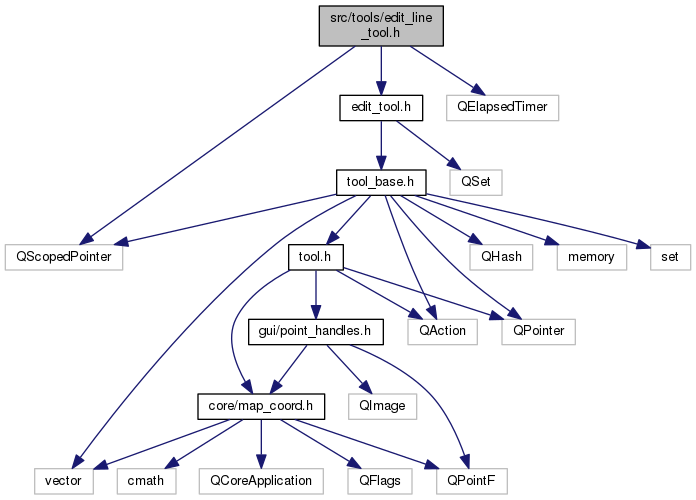 src/tools/edit_line
_tool.h
edit_tool.h
QElapsedTimer
tool_base.h
QSet
QScopedPointer
tool.h
QHash
memory
set
gui/point_handles.h
QAction
QPointer
core/map_coord.h
QImage
vector
cmath
QCoreApplication
QFlags
QPointF